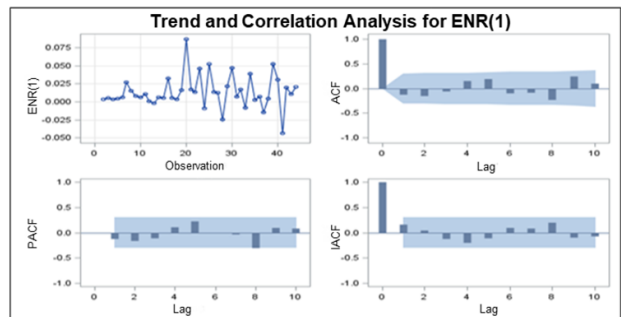 Trend and Correlation Analysis for ENR(1)
ENR(1)
0.075
0.050
0.025
0.000
-0.025
-0.050
0 10 20 30 40
Observation
ACF
1.0
0.5
0.0
-0.5
-1.0
0 2 4 6 8 10
Lag
PACF
1.0
0.5
0.0
-0.5
-1.0
0 2 4 6 8 10
Lag
IACF
1.0
0.5
0.0
-0.5
-1.0
0 2 4 6 8 10
Lag